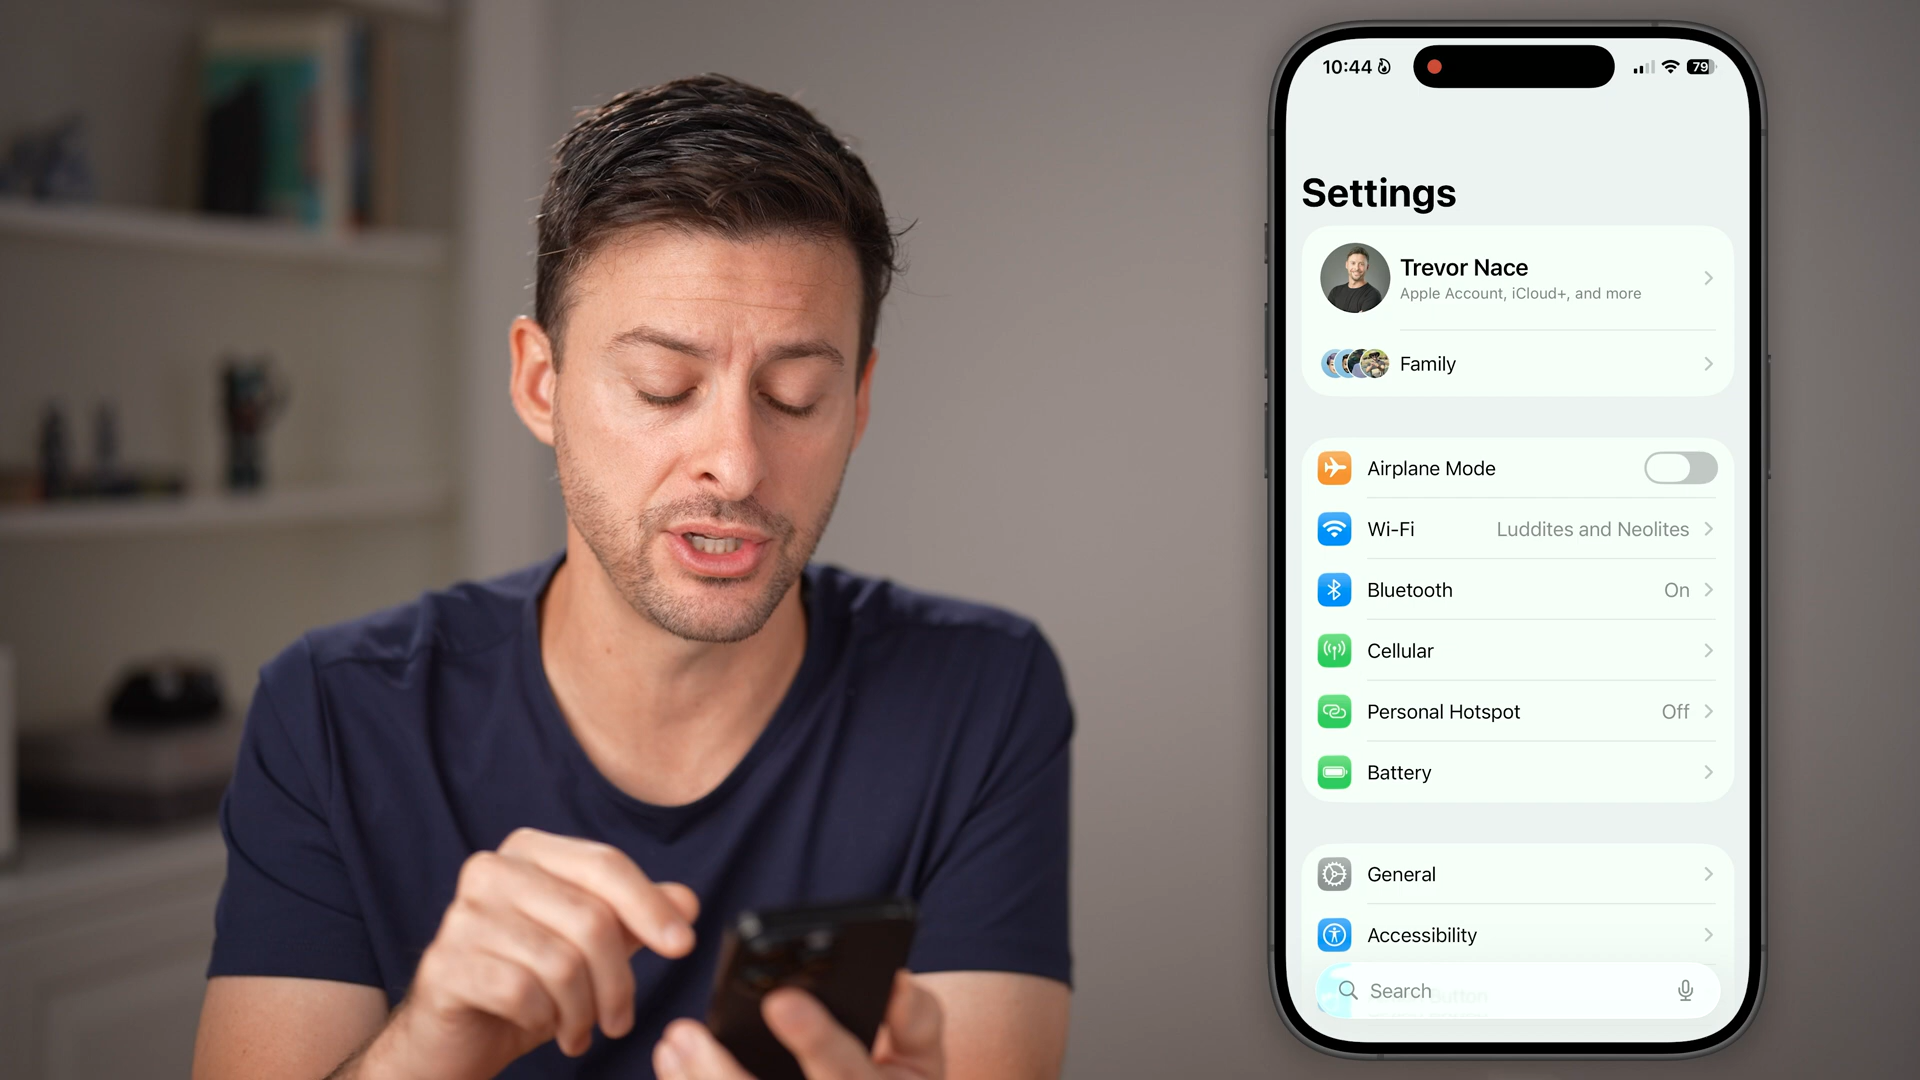 10:44
79
Settings
Trevor Nace
Apple Account, iCloud+, and more
Family
Airplane Mode
Wi-Fi Luddites and Neolites
Bluetooth On
Cellular
Personal Hotspot Off
Battery
General
Accessibility
Search
Button